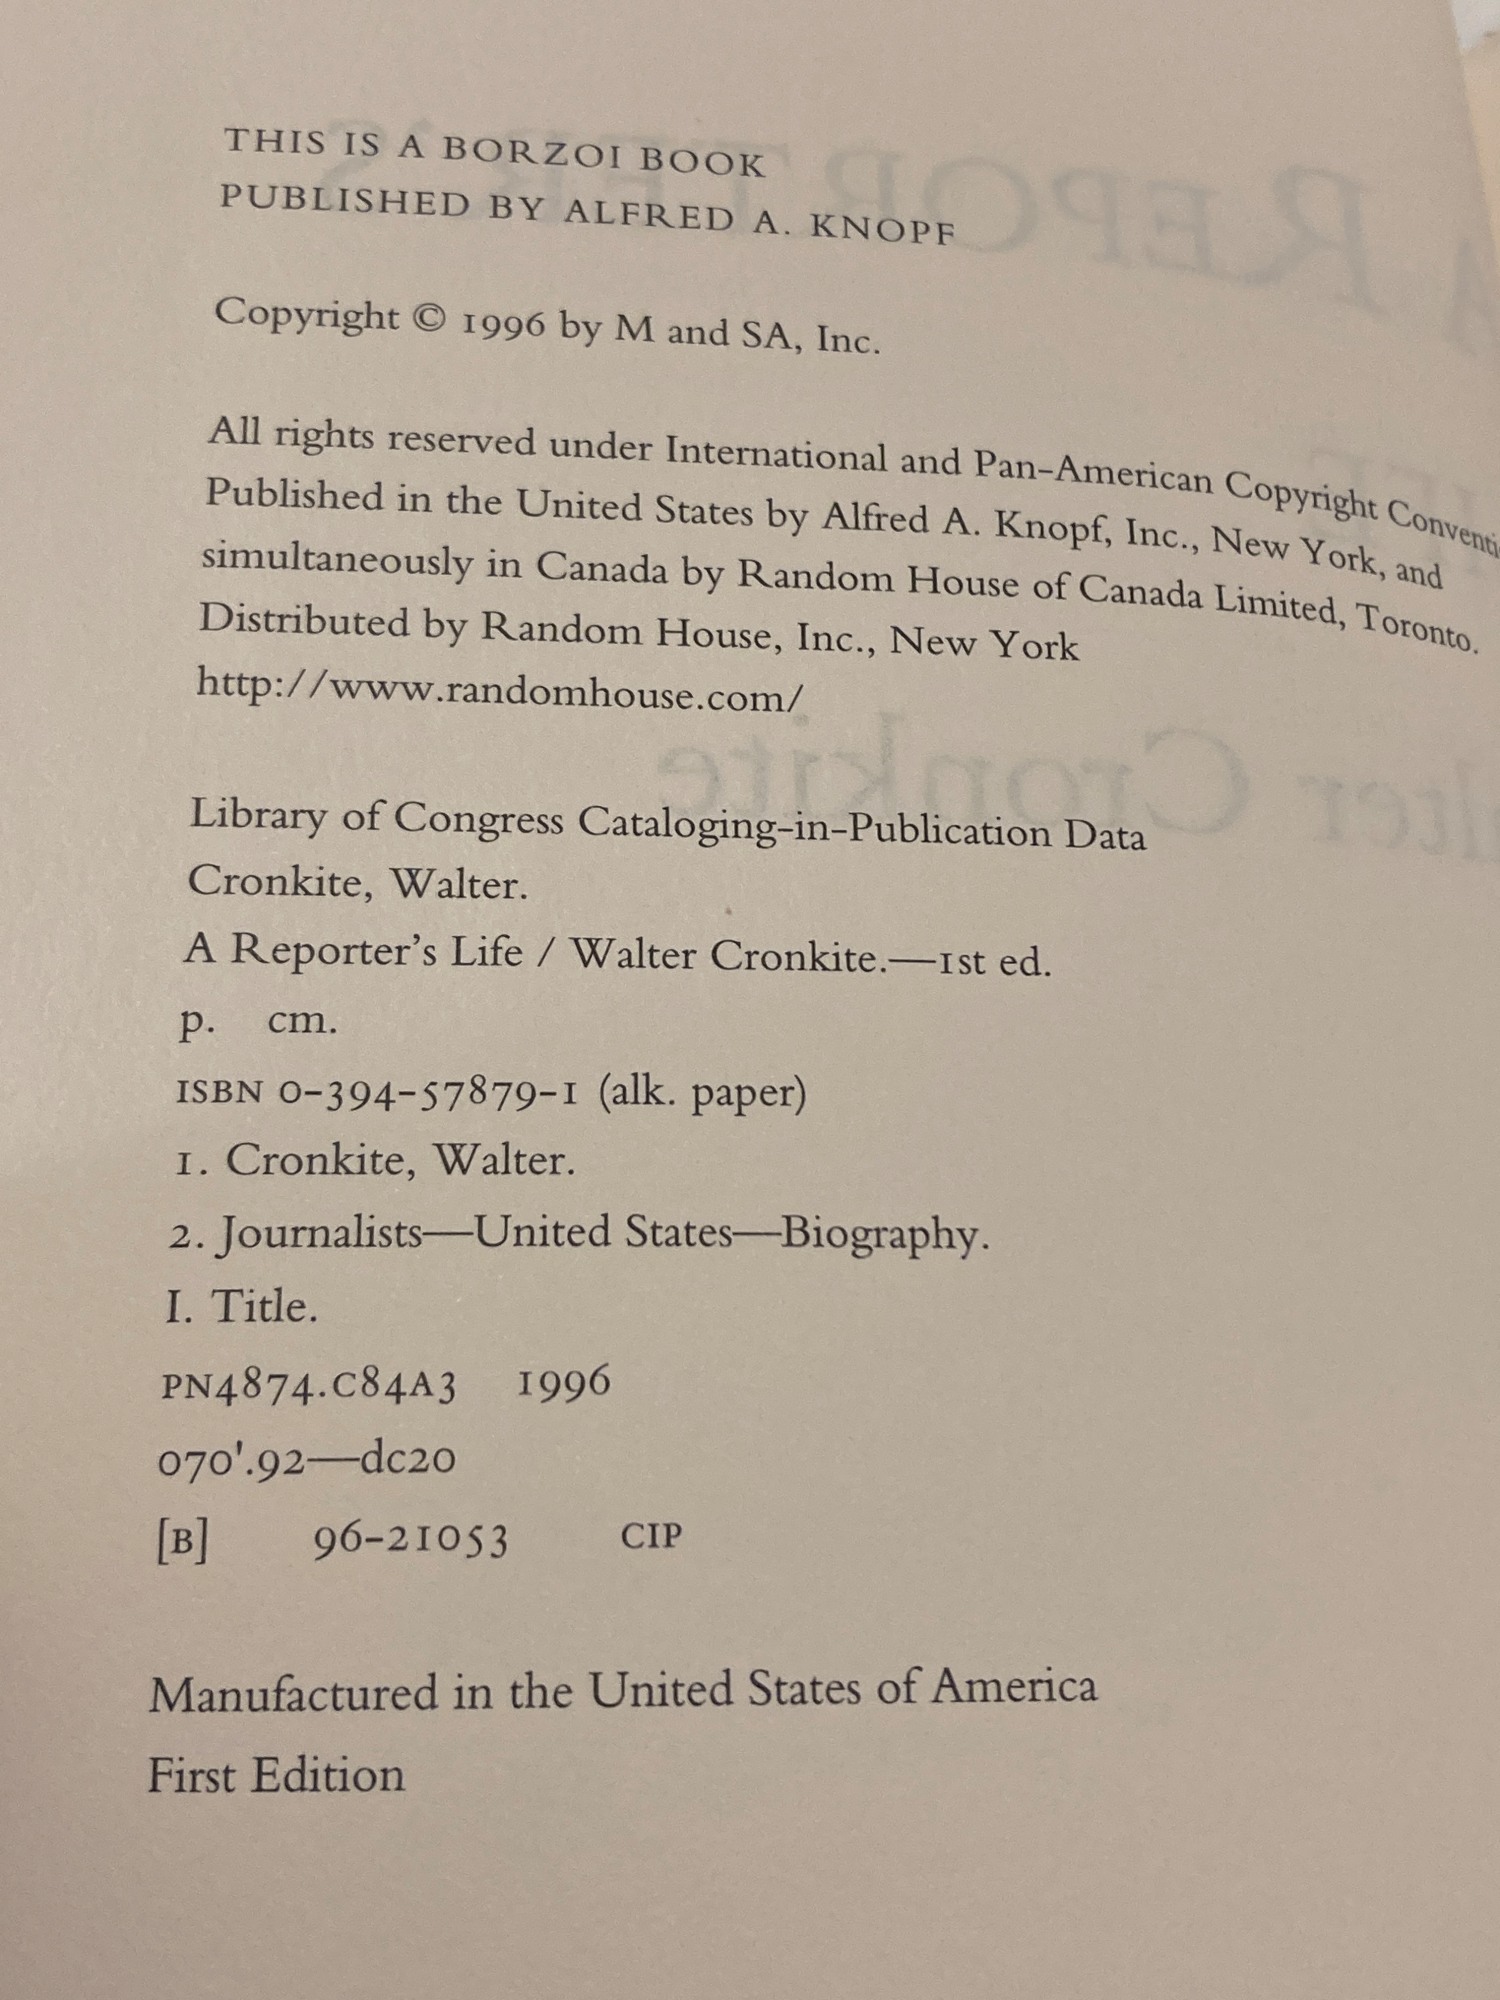 THIS IS A BORZOI BOOK
PUBLISHED BY ALFRED A. KNOPF
Copyright © 1996 by M and SA, Inc.
All rights reserved under International and Pan-American Copyright
Published in the United States by Alfred A. Knopf, Inc., New York, and
simultaneously in Canada by Random House of Canada Limited, Toronto.
Distributed by Random House, Inc., New York
http://www.randomhouse.com/
Library of Congress Cataloging-in-Publication Data
Cronkite, Walter.
A Reporter's Life / Walter Cronkite.—1st ed.
p. cm.
ISBN 0-394-57879-1 (alk. paper)
1. Cronkite, Walter.
2. Journalists—United States—Biography.
I. Title.
PN4874.C84A3 1996
070'.92—dc20
[B] 96-21053 CIP
Manufactured in the United States of America
First Edition